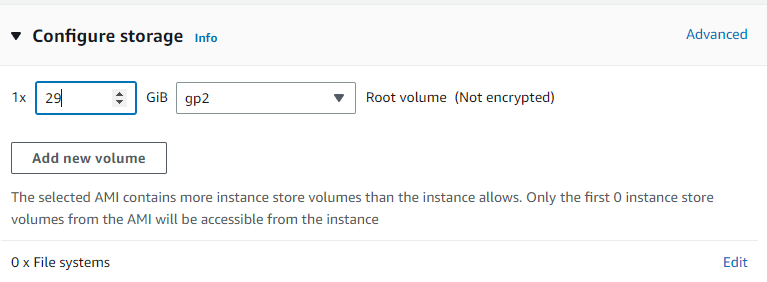 Configure storage Info Advanced
1x 29 GiB gp2 Root volume (Not encrypted)
Add new volume
The selected AMI contains more instance store volumes than the instance allows. Only the first 0 instance store
volumes from the AMI will be accessible from the instance
0 x File systems Edit